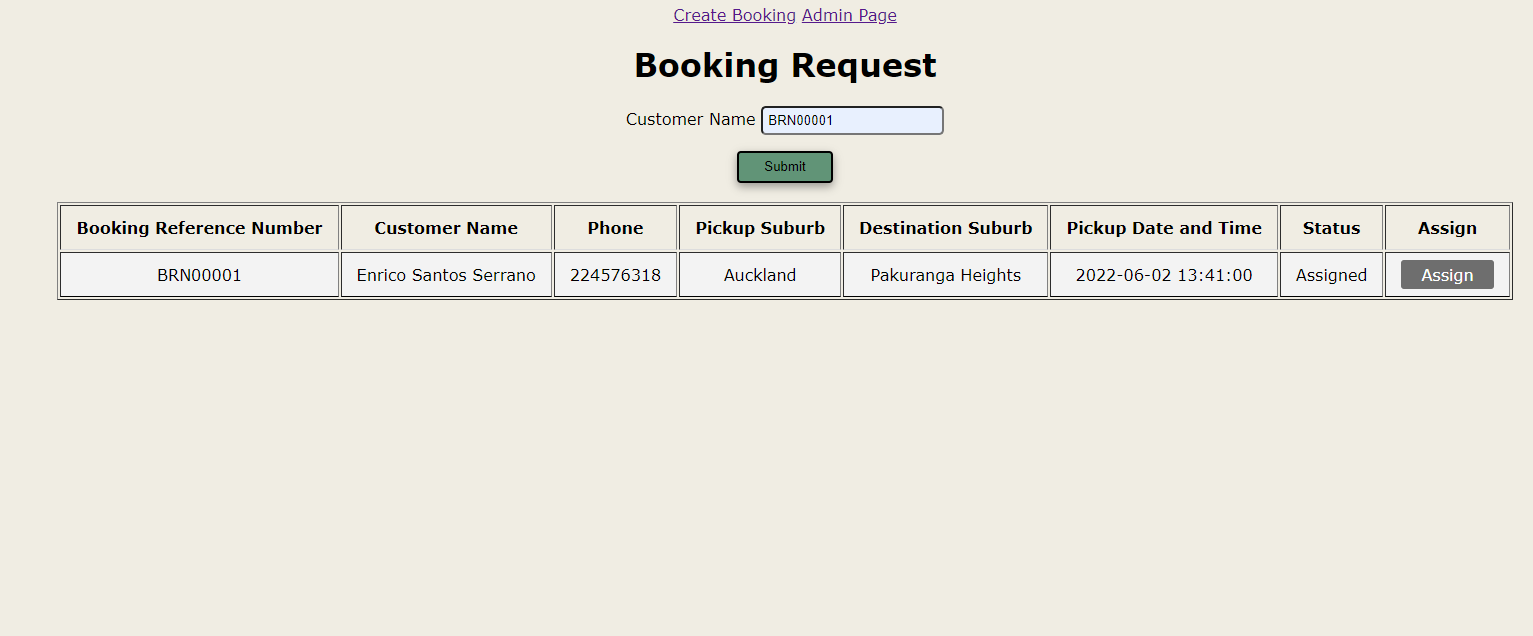 Create Booking Admin Page
Booking Request
Customer Name BRN00001
Submit
Booking Reference Number Customer Name Phone Pickup Suburb Destination Suburb Pickup Date and Time Status Assign
BRN00001 Enrico Santos Serrano 224576318 Auckland Pakuranga Heights 2022-06-02 13:41:00 Assigned Assign